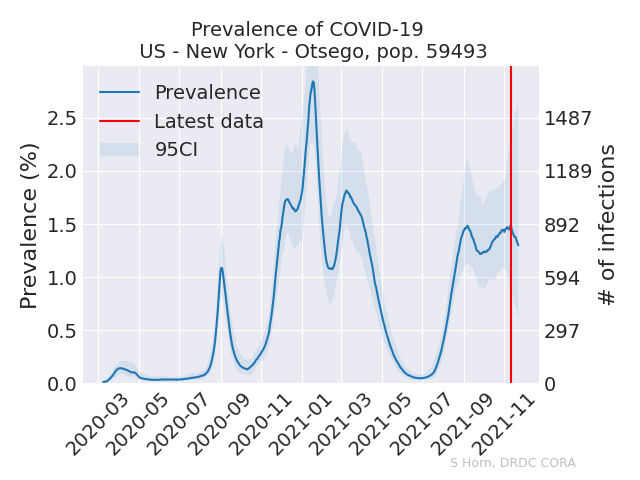 Prevalence of COVID-19
US - New York - Otsego, pop. 59493
Prevalence
Latest data
95CI
Prevalence (%)
2.5
2.0
1.5
1.0
0.5
0.0
1487
1189
892
594
297
0
# of infections
2020-03
2020-05
2020-07
2020-09
2020-11
2021-01
2021-03
2021-05
2021-07
2021-09
2021-11
S Horn, DRDC CORA